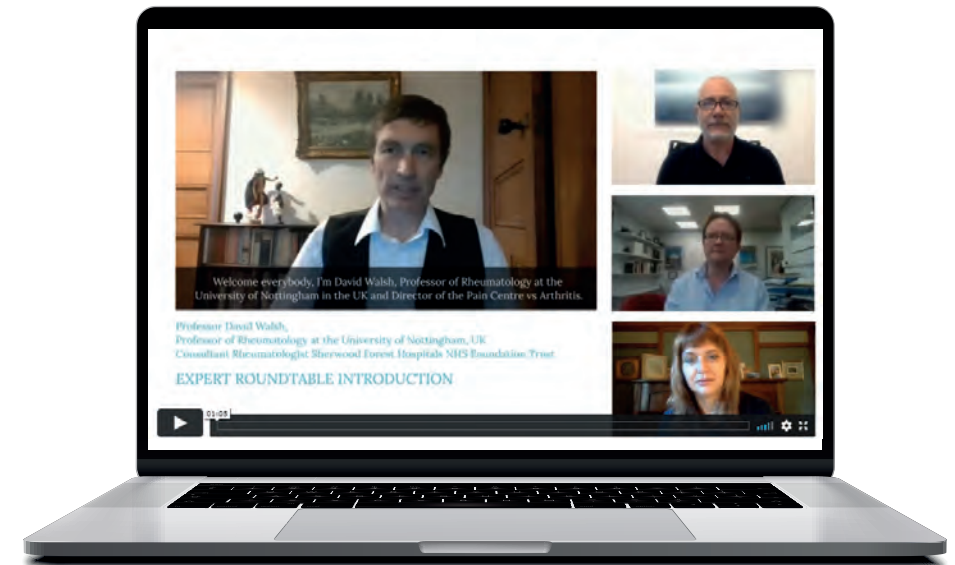 Welcome everybody, I'm David Walsh, Professor of Rheumatology at the
University of Nottingham in the UK and Director of the Pain Centre vs Arthritis.
Professor David Walsh,
Professor of Rheumatology at the University of Nottingham, UK
Consultant Rheumatologist Sherwood Forest Hospitals NHS Foundation Trust
EXPERT ROUNDTABLE INTRODUCTION
01:05